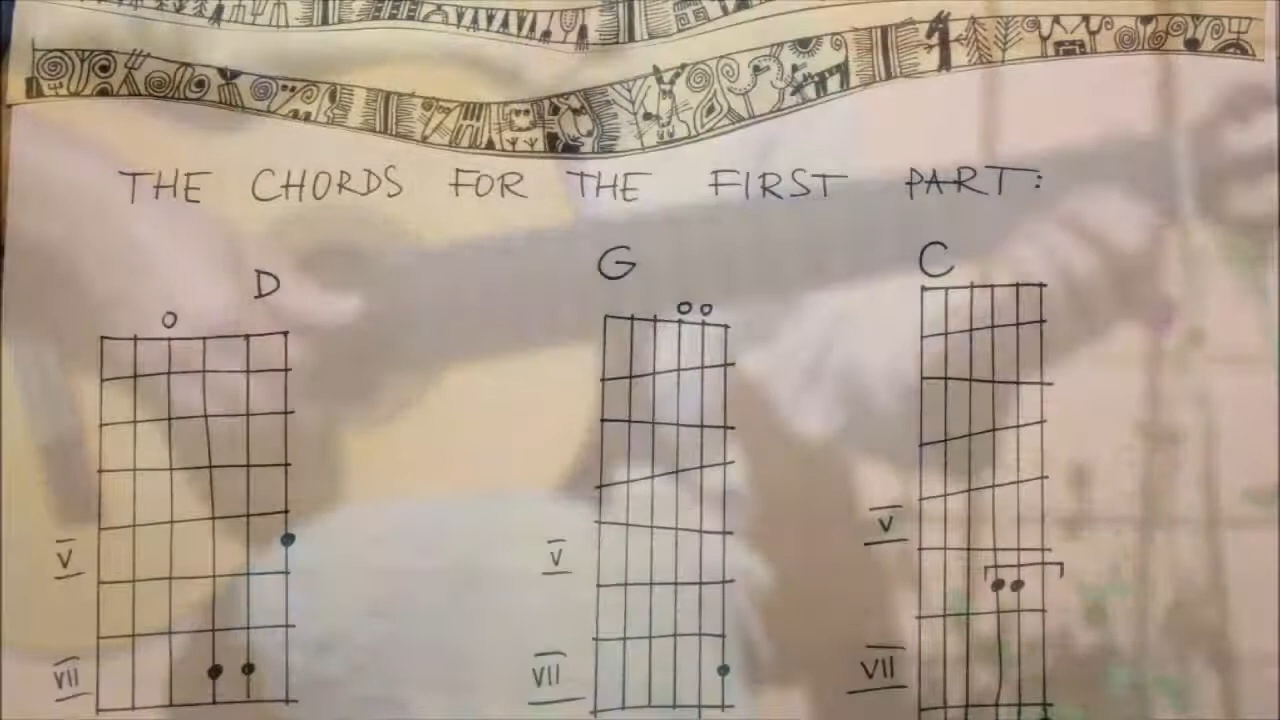 THE CHORDS FOR THE FIRST PART:
D G C
V V V
VII VII VII